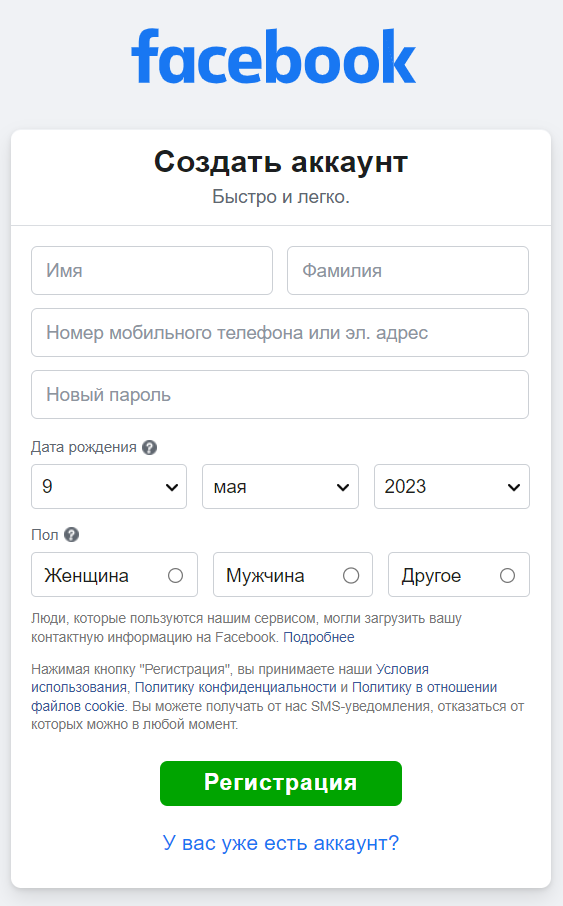 facebook
Создать аккаунт
Быстро и легко.
Имя
Фамилия
Номер мобильного телефона или эл. адрес
Новый пароль
Дата рождения ?
9
мая
2023
Пол ?
Женщина
Мужчина
Другое
Люди, которые пользуются нашим сервисом, могли загрузить вашу
контактную информацию на Facebook. Подробнее
Нажимая кнопку "Регистрация", вы принимаете наши Условия
использования, Политику конфиденциальности и Политику в отношении
файлов cookie. Вы можете получать от нас SMS-уведомления, отказаться от
которых можно в любой момент.
Регистрация
У вас уже есть аккаунт?